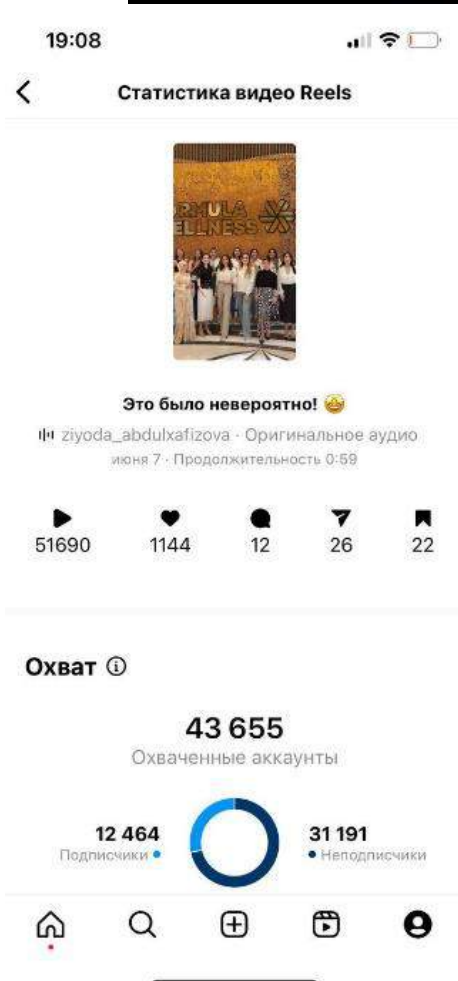 19:08
Статистика видео Reels
RMULA
ELLNESS
Это было невероятно! 🤩
ziyoda_abdulxafizova · Оригинальное аудио
июня 7 · Продолжительность 0:59
51690 1144 12 26 22
Охват
43 655
Охваченные аккаунты
12 464 31 191
Подписчики Неподписчики